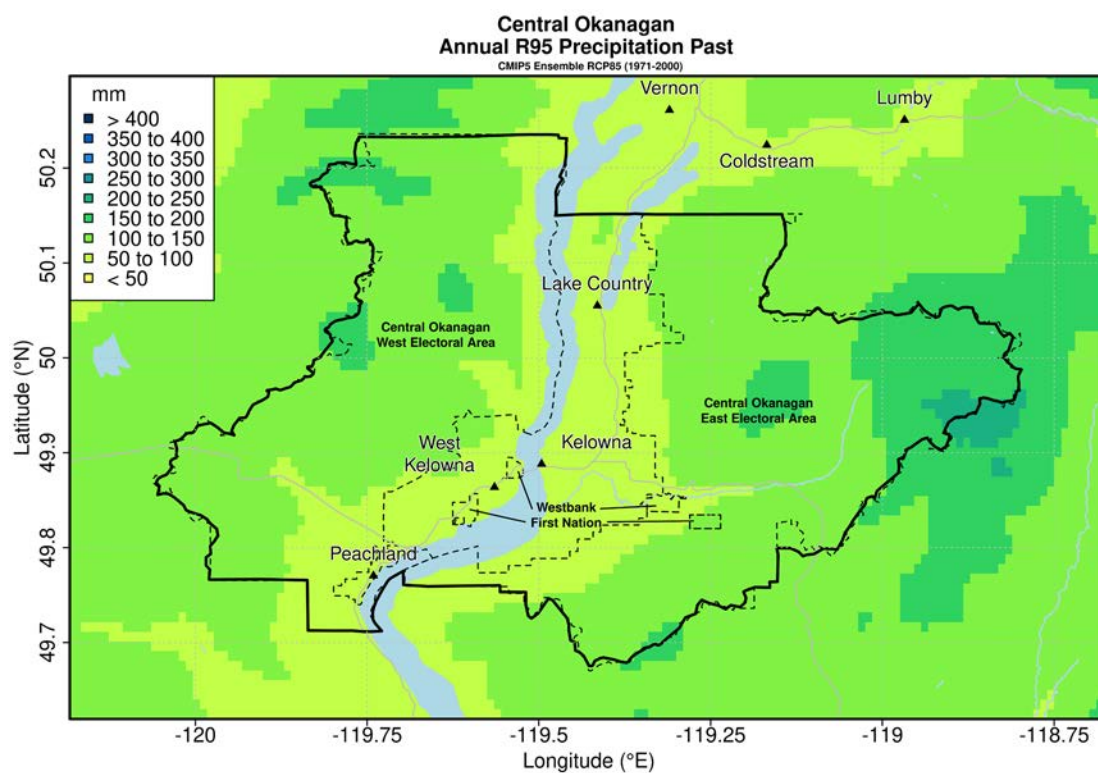 Central Okanagan
Annual R95 Precipitation Past
CMIP5 Ensemble RCP85 (1971-2000)
mm
> 400
350 to 400
300 to 350
250 to 300
200 to 250
150 to 200
100 to 150
50 to 100
< 50
Vernon
Lumby
Coldstream
Lake Country
Central Okanagan
West Electoral Area
Central Okanagan
East Electoral Area
West
Kelowna
Kelowna
Westbank
First Nation
Peachland
50.2
50.1
50
49.9
49.8
49.7
Latitude (°N)
-120
-119.75
-119.5
-119.25
-119
-118.75
Longitude (°E)